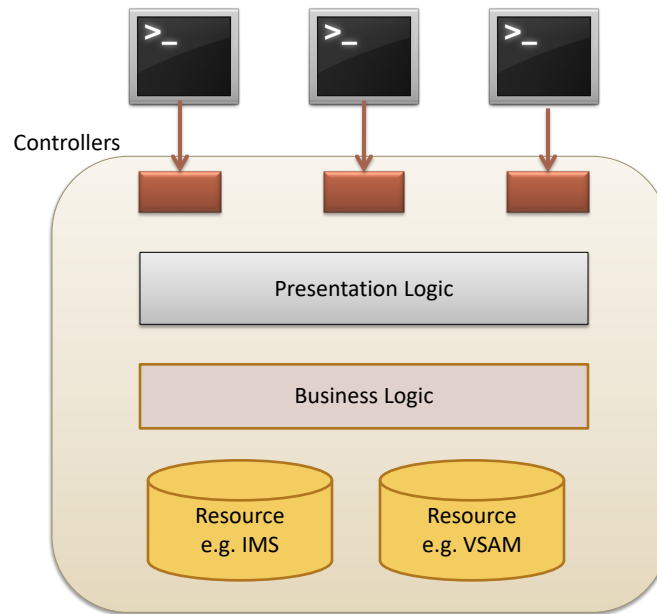 >_
>_
>_
Controllers
Presentation Logic
Business Logic
Resource
e.g. IMS
Resource
e.g. VSAM